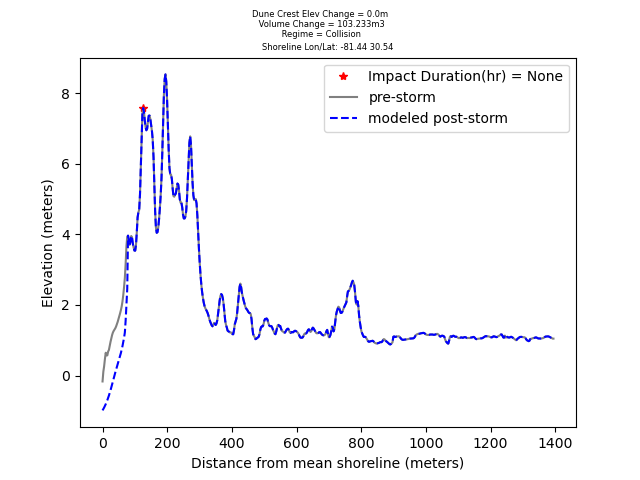 Dune Crest Elev Change = 0.0m
Volume Change = 103.233m3
Regime = Collision
Shoreline Lon/Lat: -81.44 30.54
Impact Duration(hr) = None
pre-storm
modeled post-storm
8
6
4
2
0
Elevation (meters)
0 200 400 600 800 1000 1200 1400
Distance from mean shoreline (meters)